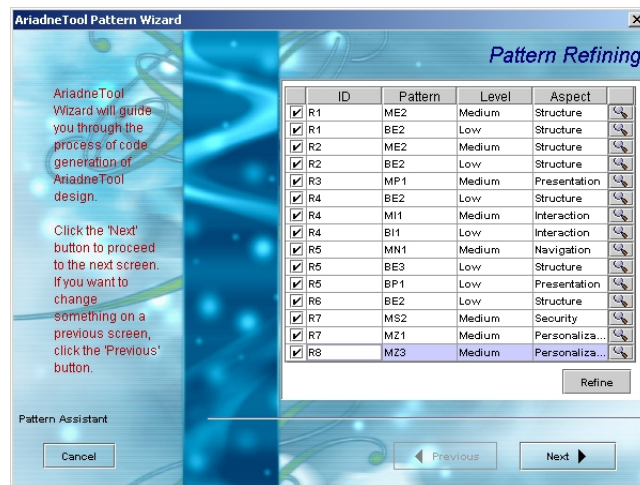 AriadneTool Pattern Wizard
Pattern Refining
AriadneTool
Wizard will guide
you through the
process of code
generation of
AriadneTool
design.
Click the 'Next'
button to proceed
to the next screen.
If you want to
change
something on a
previous screen,
click the 'Previous'
button.
ID Pattern Level Aspect
R1 ME2 Medium Structure
R1 BE2 Low Structure
R2 ME2 Medium Structure
R2 BE2 Low Structure
R3 MP1 Medium Presentation
R4 BE2 Low Structure
R4 MI1 Medium Interaction
R4 BI1 Low Interaction
R5 MN1 Medium Navigation
R5 BE3 Low Structure
R5 BP1 Low Presentation
R6 BE2 Low Structure
R7 MS2 Medium Security
R7 MZ1 Medium Personaliza...
R8 MZ3 Medium Personaliza...
Refine
Pattern Assistant
Cancel
Previous
Next